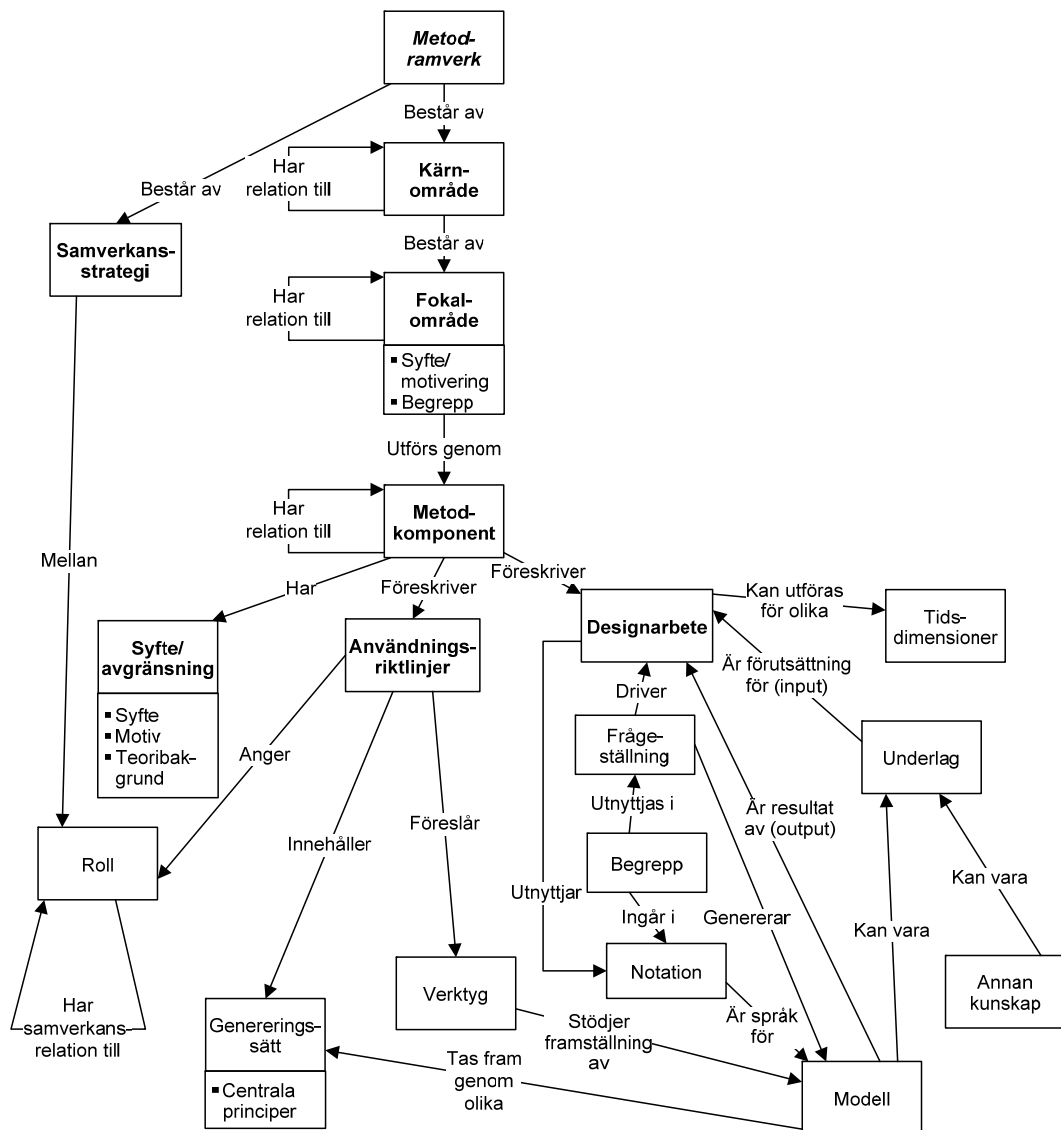 Metod-
ramverk
Består av
Består av
Har
relation till
Kärn-
område
Samverkans-
strategi
Består av
Har
relation till
Fokal-
område
▪ Syfte/
motivering
▪ Begrepp
Utförs genom
Har
relation till
Metod-
komponent
Mellan
Har
Föreskriver
Föreskriver
Kan utföras
för olika
Tids-
dimensioner
Syfte/
avgränsning
▪ Syfte
▪ Motiv
▪ Teoribak-
grund
Användnings-
riktlinjer
Designarbete
Är förutsättning
för (input)
Driver
Fråge-
ställning
Underlag
Anger
Utnyttjas i
Är resultat
av (output)
Innehåller
Föreslår
Roll
Begrepp
Utnyttjar
Kan vara
Ingår i
Genererar
Kan vara
Har
samverkans-
relation till
Verktyg
Notation
Annan
kunskap
Genererings-
sätt
▪ Centrala
principer
Är språk
för
Stödjer
framställning
av
Tas fram
genom
olika
Modell